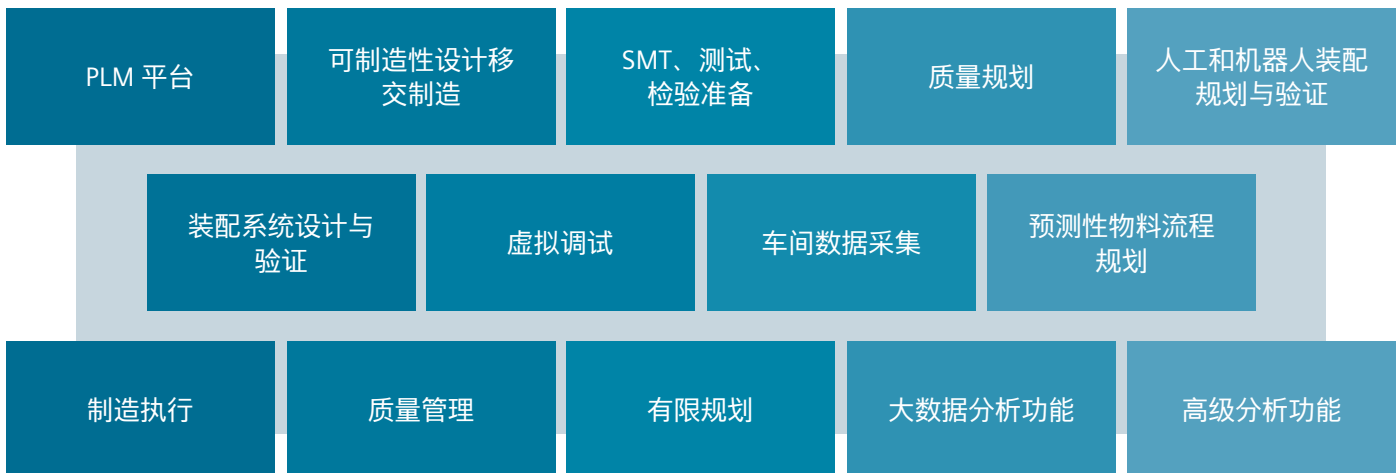 PLM 平台
可制造性设计移
交制造
SMT、测试、
检验准备
质量规划
人工和机器人装配
规划与验证
装配系统设计与
验证
虚拟调试
车间数据采集
预测性物料流程
规划
制造执行
质量管理
有限规划
大数据分析功能
高级分析功能